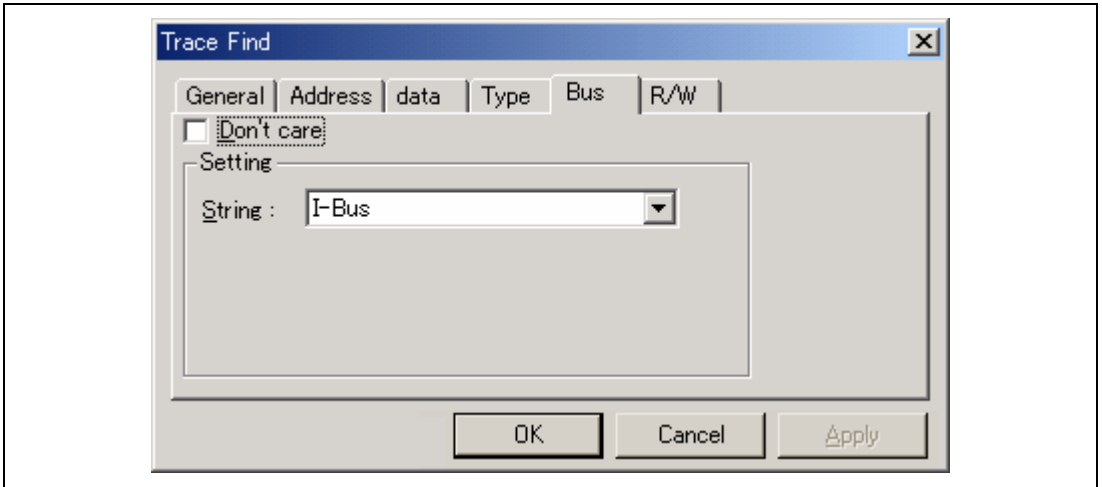 Trace Find
General Address data Type Bus R/W
Don't care
Setting
String : I-Bus
OK Cancel Apply